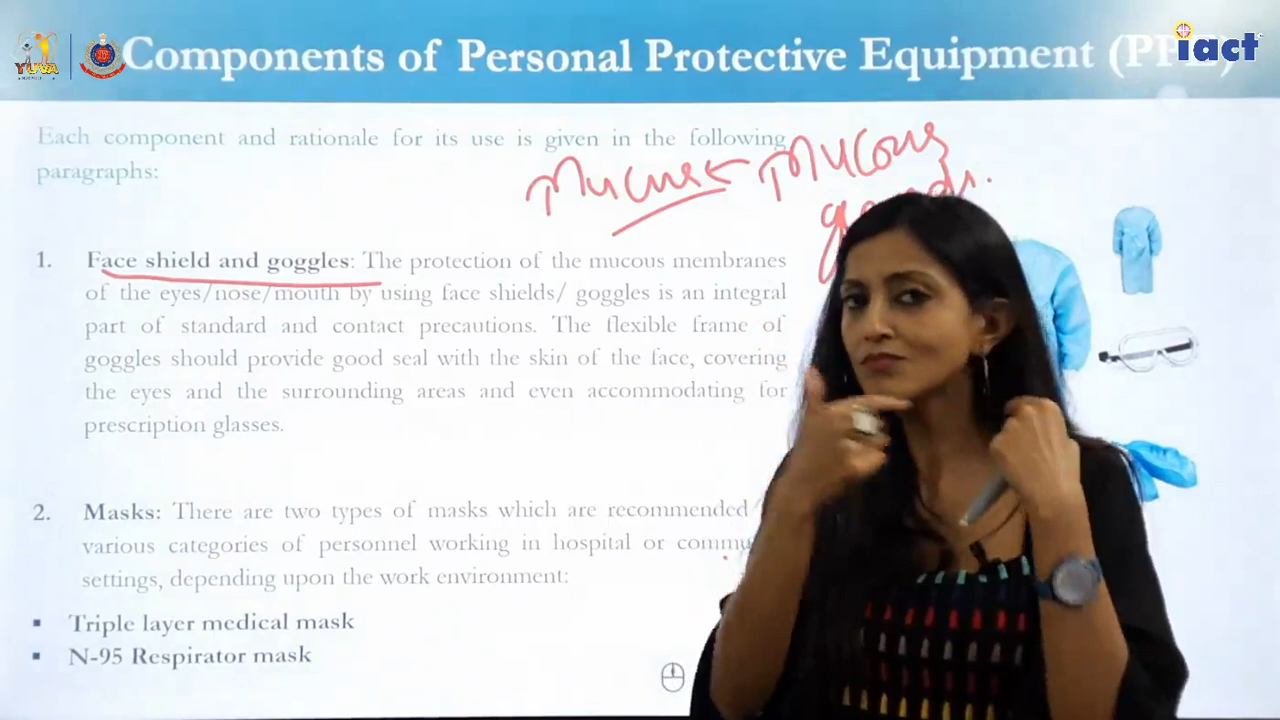 YUVA
Components of Personal Protective Equipment (PPE)
iact
Each component and rationale for its use is given in the following
paragraphs:
Mucus Mucous
1. Face shield and goggles: The protection of the mucous membranes
of the eyes/nose/mouth by using face shields/ goggles is an integral
part of standard and contact precautions. The flexible frame of
goggles should provide good seal with the skin of the face, covering
the eyes and the surrounding areas and even accommodating for
prescription glasses.
2. Masks: There are two types of masks which are recommended
various categories of personnel working in hospital or commu
settings, depending upon the work environment:
▪ Triple layer medical mask
▪ N-95 Respirator mask